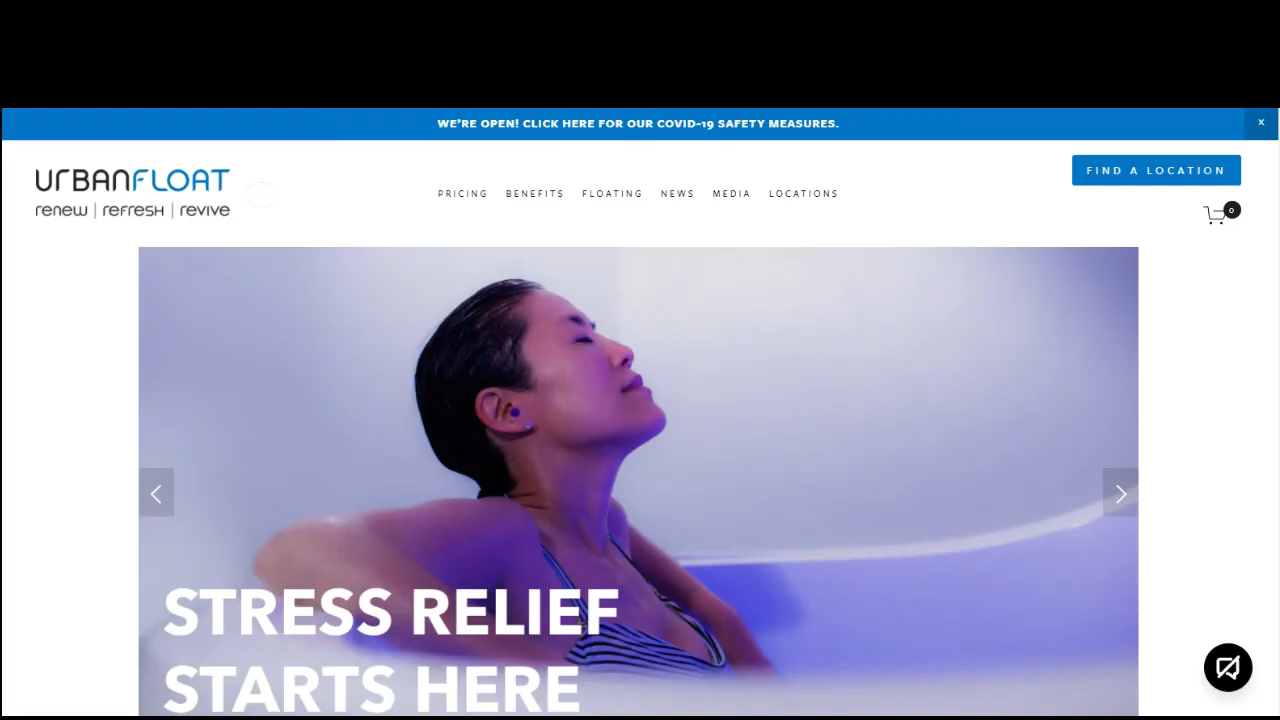 WE'RE OPEN! CLICK HERE FOR OUR COVID-19 SAFETY MEASURES.
x
URBANFLOAT
renew | refresh | revive
PRICING BENEFITS FLOATING NEWS MEDIA LOCATIONS
FIND A LOCATION
0
STRESS RELIEF
STARTS HERE